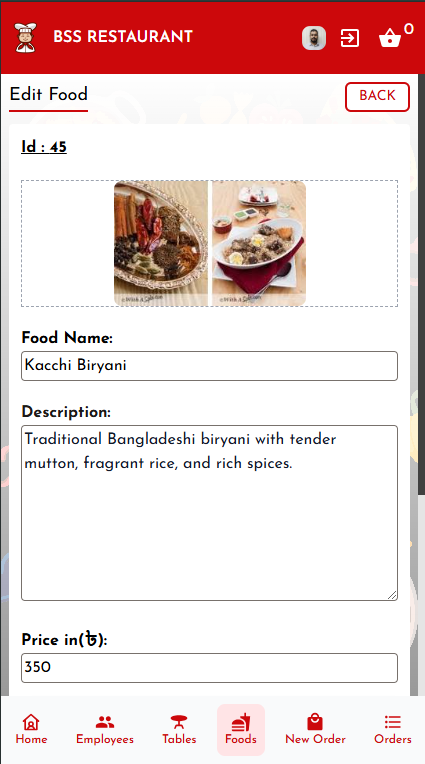 BSS RESTAURANT
0
Edit Food
BACK
Id : 45
Food Name:
Kacchi Biryani
Description:
Traditional Bangladeshi biryani with tender
mutton, fragrant rice, and rich spices.
Price in(৳):
350
Home
Employees
Tables
Foods
New Order
Orders